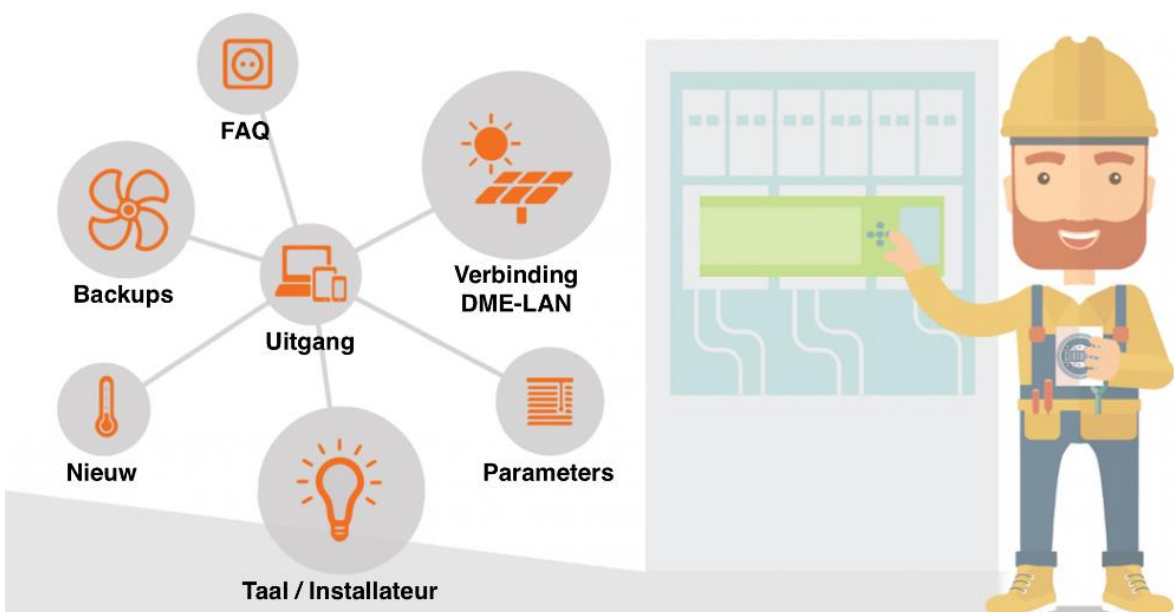 FAQ
Backups
Verbinding
DME-LAN
Uitgang
Nieuw
Parameters
Taal / Installateur